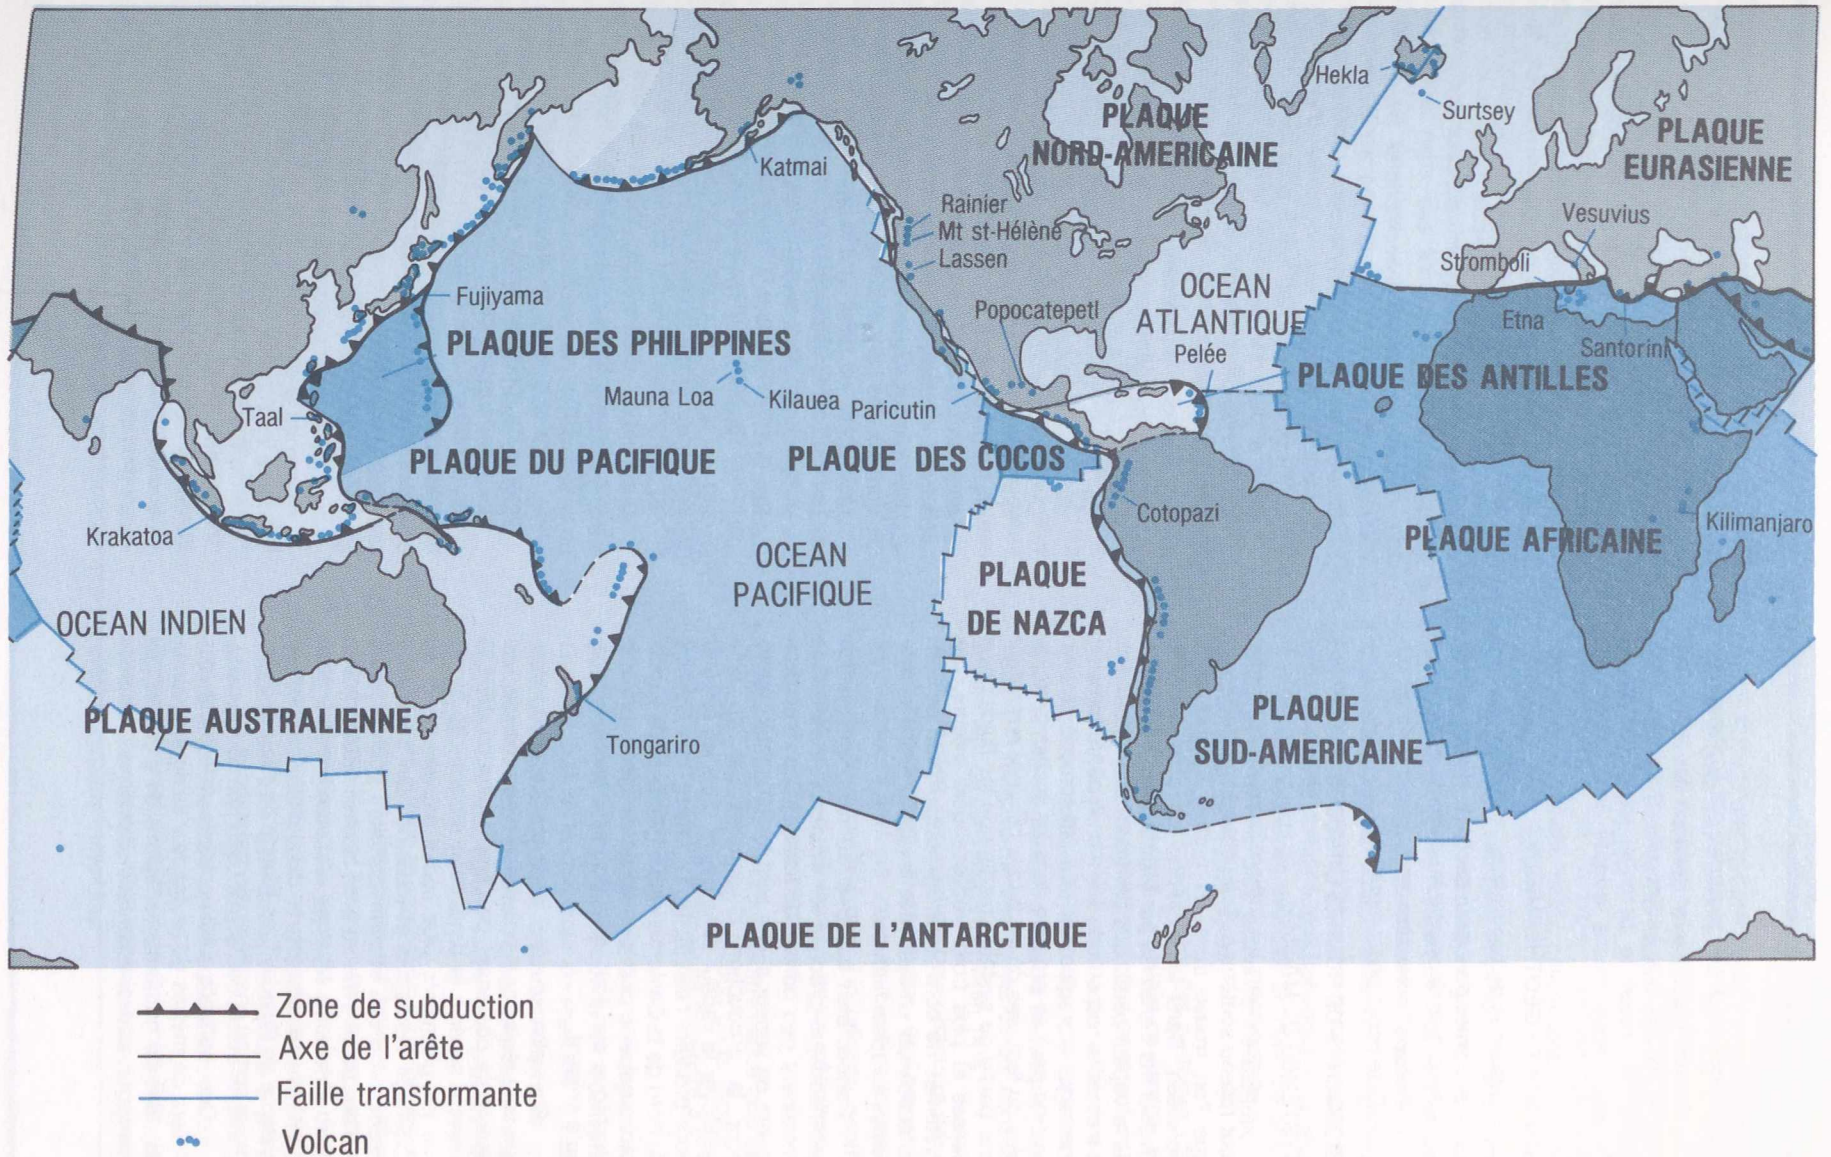 Hekla
Surtsey
PLAQUE
NORD-AMERICAINE
PLAQUE
EURASIENNE
Katmai
Rainier
Mt st-Hélène
Lassen
Vesuvius
Stromboli
Fujiyama
Popocatepetl
OCEAN
ATLANTIQUE
Etna
Santorini
PLAQUE DES PHILIPPINES
Pelée
PLAQUE DES ANTILLES
Mauna Loa
Kilauea
Paricutin
Taal
PLAQUE DU PACIFIQUE
PLAQUE DES COCOS
Cotopazi
Krakatoa
PLAQUE AFRICAINE
Kilimanjaro
OCEAN
PACIFIQUE
PLAQUE
DE NAZCA
OCEAN INDIEN
PLAQUE AUSTRALIENNE
Tongariro
PLAQUE
SUD-AMERICAINE
PLAQUE DE L'ANTARCTIQUE
Zone de subduction
Axe de l'arête
Faille transformante
Volcan